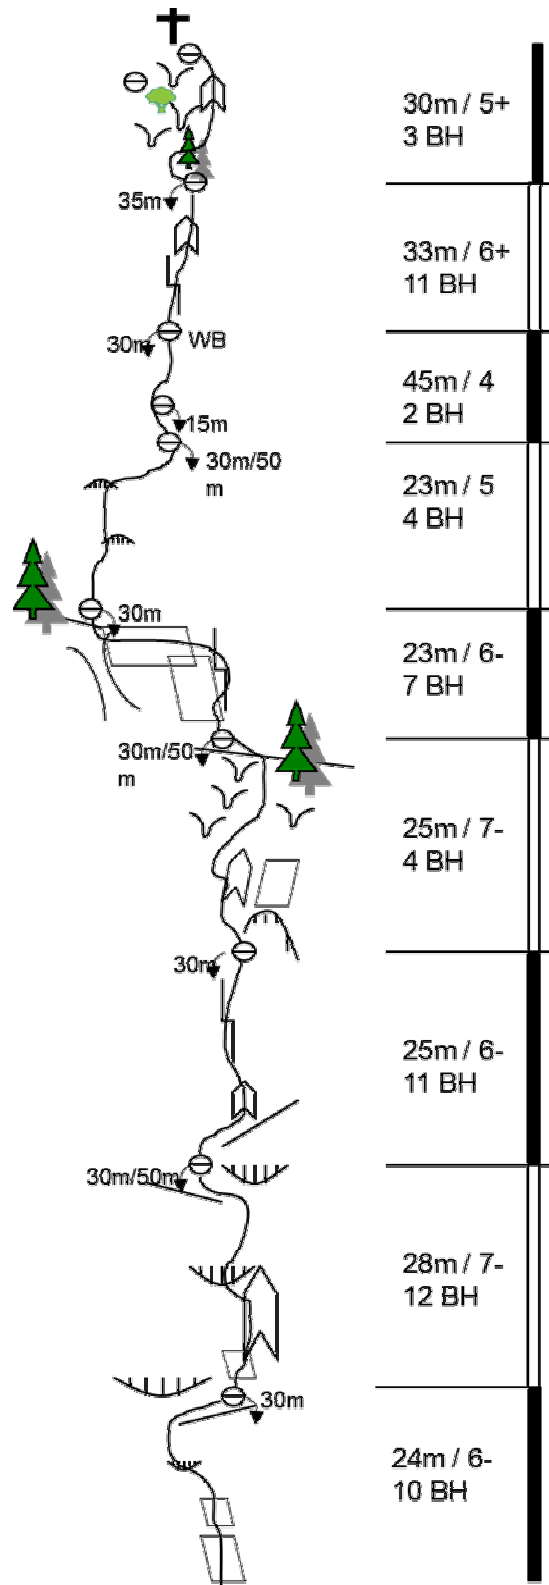 30m / 5+
3 BH
35m
33m / 6+
11 BH
30m
WB
45m / 4
2 BH
15m
30m/50
m
23m / 5
4 BH
30m
23m / 6-
7 BH
30m/50
m
25m / 7-
4 BH
30m
25m / 6-
11 BH
30m/50m
28m / 7-
12 BH
30m
24m / 6-
10 BH